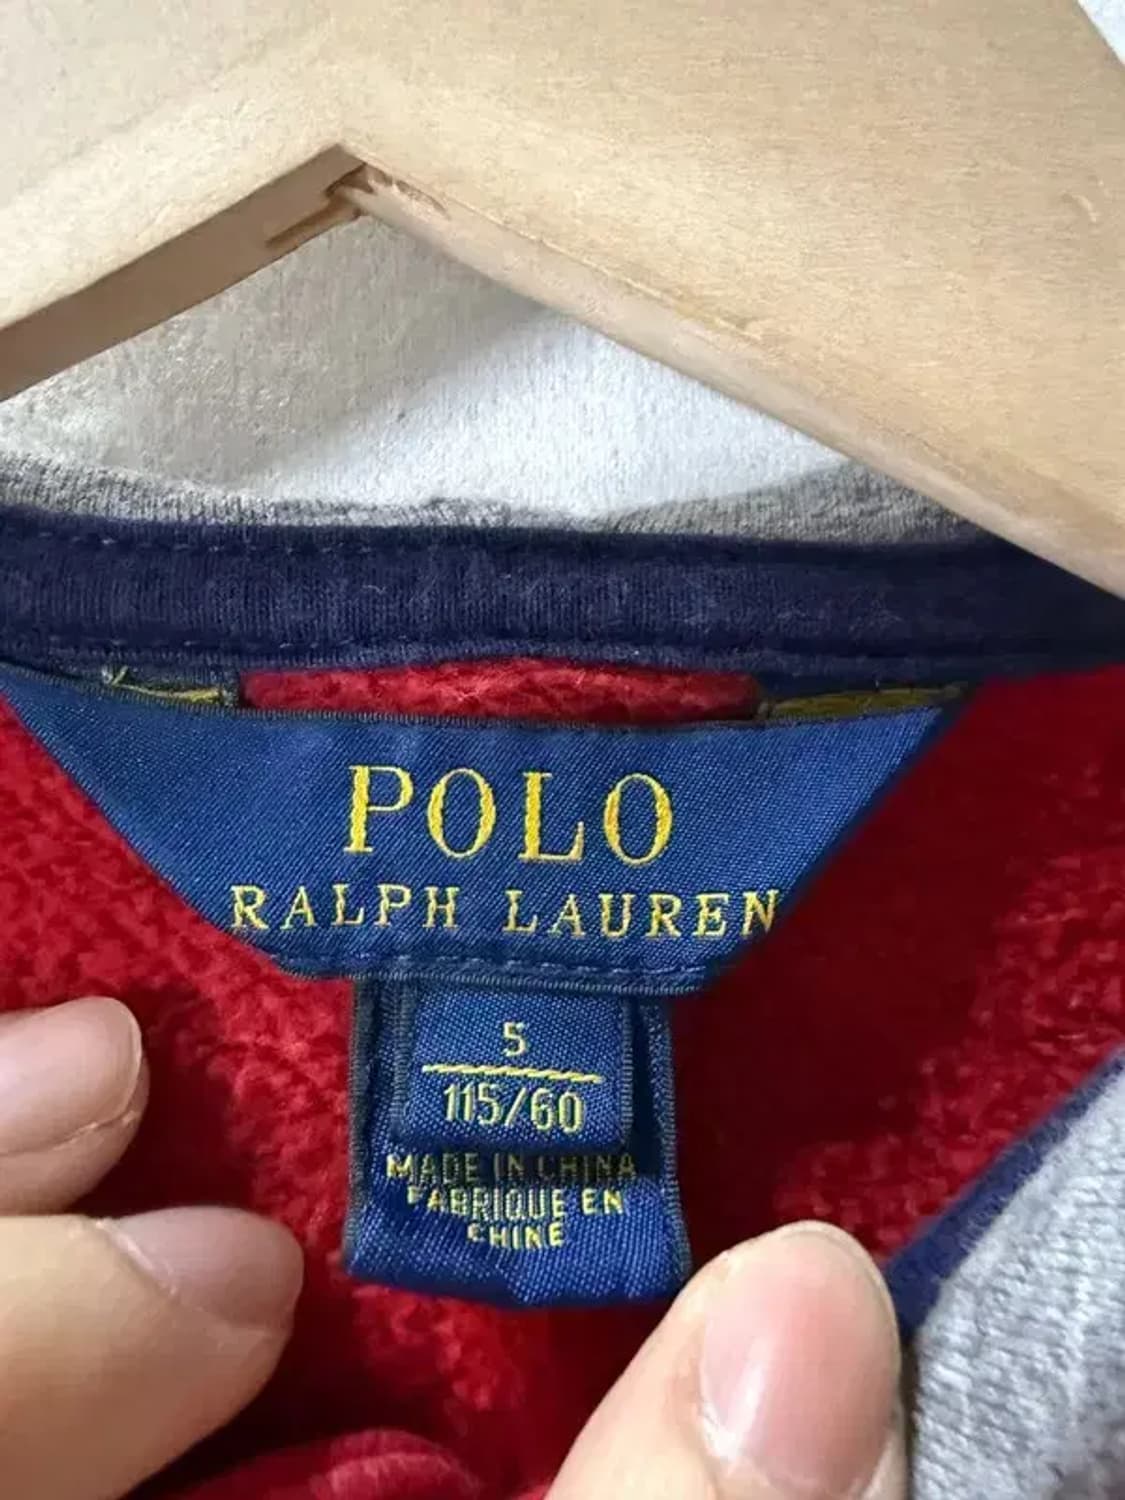 POLO
RALPH LAUREN
5
115/60
MADE IN CHINA
FABRIQUE EN
CHINE